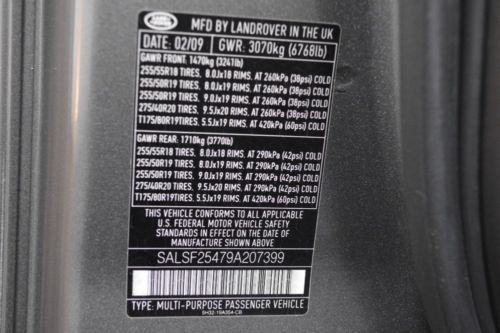 LAND
ROVER
MFD BY LANDROVER IN THE UK
DATE: 02/09 GWR: 3070kg (6768lb)
GAWR FRONT: 1470kg (3241lb)
255/55R18 TIRES, 8.0Jx18 RIMS, AT 260kPa (38psi) COLD
255/50R19 TIRES, 8.0Jx19 RIMS, AT 260kPa (38psi) COLD
255/50R19 TIRES, 9.0Jx19 RIMS, AT 260kPa (38psi) COLD
275/40R20 TIRES, 9.5Jx20 RIMS, AT 260kPa (38psi) COLD
T175/80R19TIRES, 5.5Jx19 RIMS, AT 420kPa (60psi) COLD
GAWR REAR: 1710kg (3770lb)
255/55R18 TIRES, 8.0Jx18 RIMS, AT 290kPa (42psi) COLD
255/50R19 TIRES, 8.0Jx19 RIMS, AT 290kPa (42psi) COLD
255/50R19 TIRES, 9.0Jx19 RIMS, AT 290kPa (42psi) COLD
275/40R20 TIRES, 9.5Jx20 RIMS, AT 290kPa (42psi) COLD
T175/80R19TIRES, 5.5Jx19 RIMS, AT 420kPa (60psi) COLD
THIS VEHICLE CONFORMS TO ALL APPLICABLE
U.S. FEDERAL MOTOR VEHICLE SAFETY
STANDARDS IN EFFECT ON THE DATE OF
MANUFACTURE SHOWN ABOVE
SALSF25479A207399
TYPE: MULTI-PURPOSE PASSENGER VEHICLE
5H32-19A354-CB